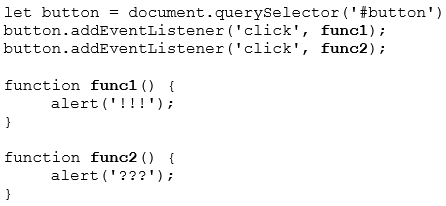 let button = document.querySelector('#button')
button.addEventListener('click', func1);
button.addEventListener('click', func2);
function func1() {
alert('!!!');
}
function func2() {
alert('???');
}